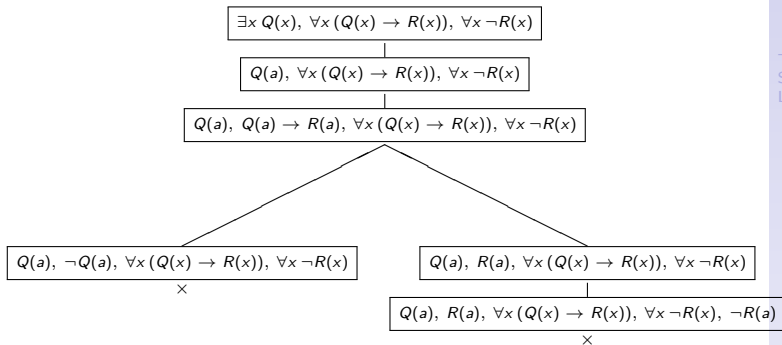 ∃x Q(x), ∀x (Q(x) → R(x)), ∀x ¬R(x)
Q(a), ∀x (Q(x) → R(x)), ∀x ¬R(x)
Q(a), Q(a) → R(a), ∀x (Q(x) → R(x)), ∀x ¬R(x)
Q(a), ¬Q(a), ∀x (Q(x) → R(x)), ∀x ¬R(x)
×
Q(a), R(a), ∀x (Q(x) → R(x)), ∀x ¬R(x)
Q(a), R(a), ∀x (Q(x) → R(x)), ∀x ¬R(x), ¬R(a)
×